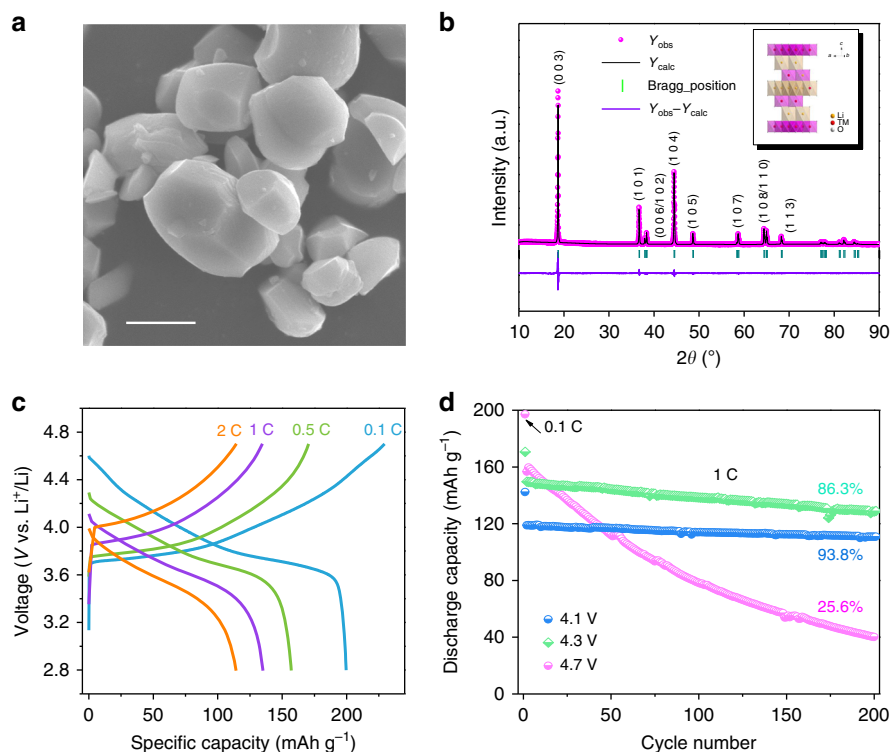 a
b
Y_obs
Y_calc
Bragg_position
Y_obs–Y_calc
Li
TM
O
(0 0 3)
(1 0 1)
(0 0 6/1 0 2)
(1 0 4)
(1 0 5)
(1 0 7)
(1 0 8/1 1 0)
(1 1 3)
Intensity (a.u.)
10 20 30 40 50 60 70 80 90
2θ (°)
c
2 C 1 C 0.5 C 0.1 C
Voltage (V vs. Li⁺/Li)
4.8
4.4
4.0
3.6
3.2
2.8
0 50 100 150 200
Specific capacity (mAh g⁻¹)
d
0.1 C
1 C
86.3%
93.8%
25.6%
4.1 V
4.3 V
4.7 V
Discharge capacity (mAh g⁻¹)
200
160
120
80
40
0
0 50 100 150 200
Cycle number